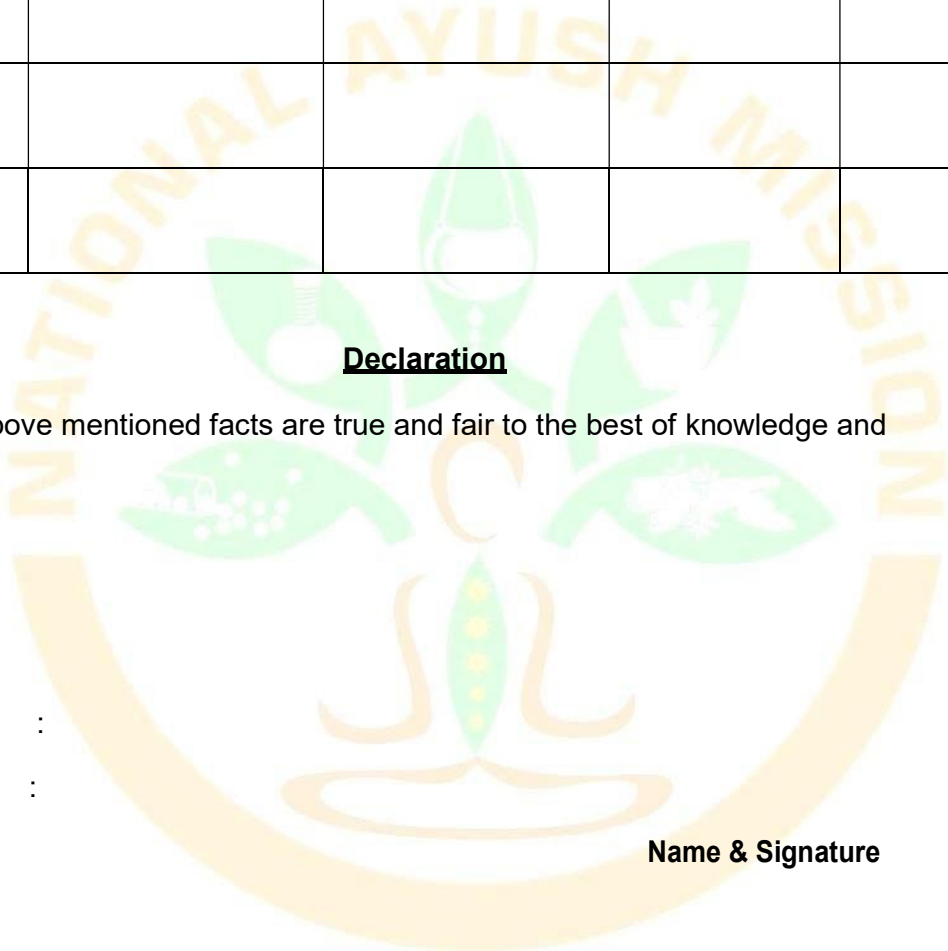 NATIONAL AYUSH MISSION
Declaration
bove mentioned facts are true and fair to the best of knowledge and
:
:
Name & Signature